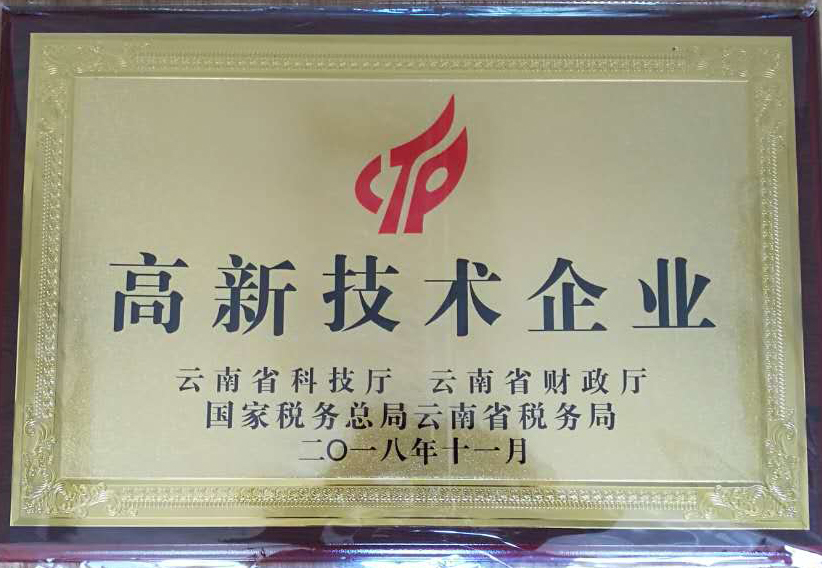 高新技术企业
云南省科技厅 云南省财政厅
国家税务总局云南省税务局
二〇一八年十一月